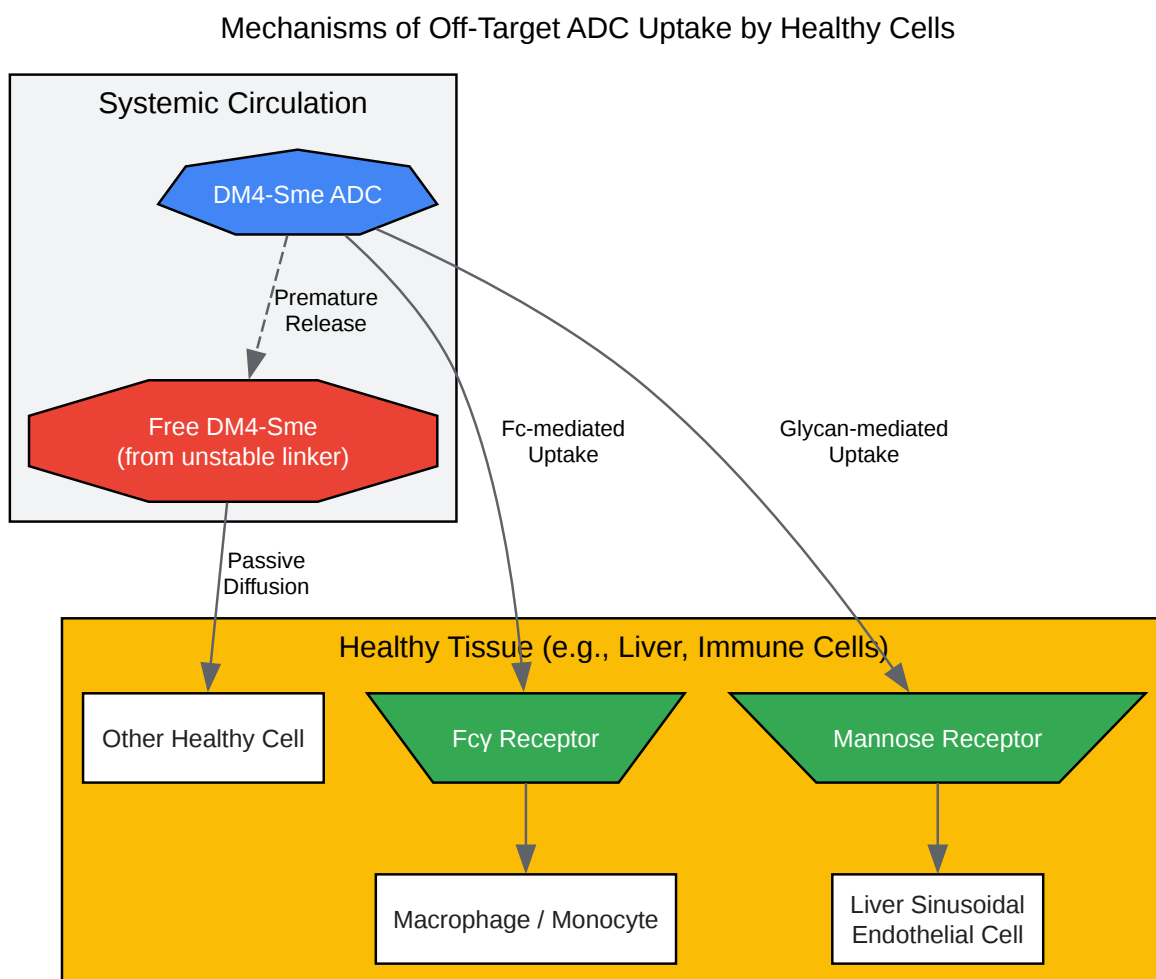 Mechanisms of Off-Target ADC Uptake by Healthy Cells
Systemic Circulation
DM4-Sme ADC
Premature
Release
Free DM4-Sme
(from unstable linker)
Fc-mediated
Uptake
Glycan-mediated
Uptake
Passive
Diffusion
Healthy Tissue (e.g., Liver, Immune Cells)
Other Healthy Cell
Fcγ Receptor
Mannose Receptor
Macrophage / Monocyte
Liver Sinusoidal
Endothelial Cell